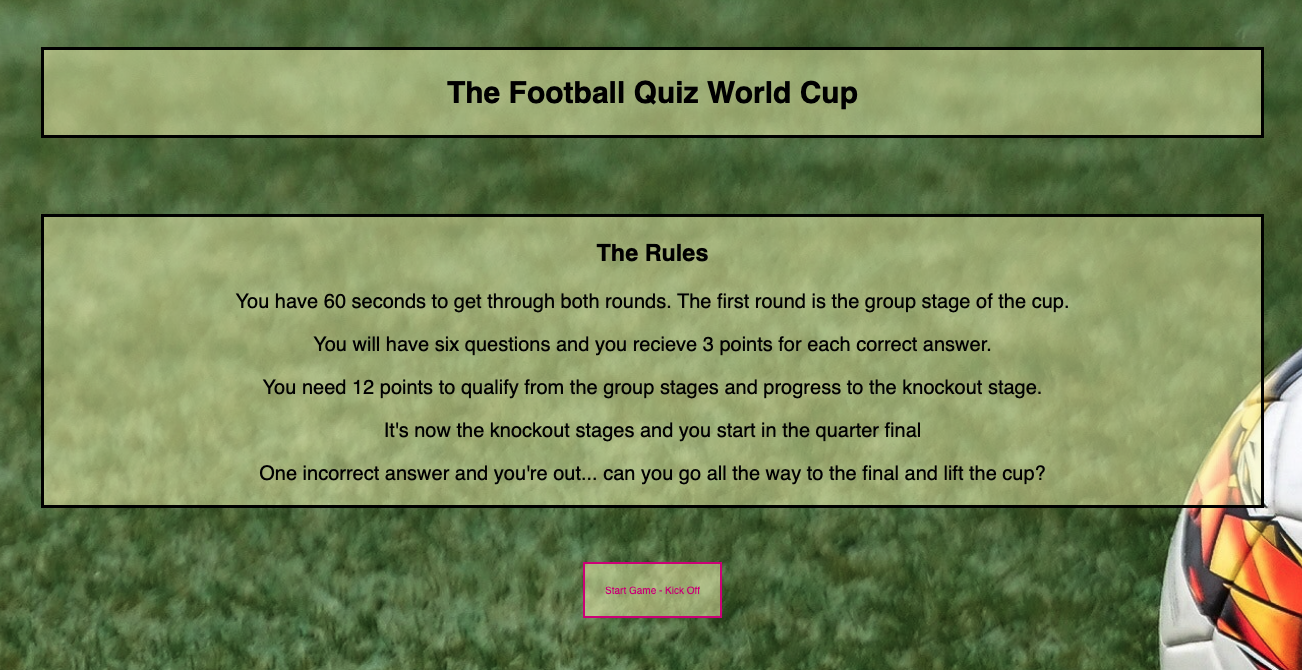 The Football Quiz World Cup
The Rules
You have 60 seconds to get through both rounds. The first round is the group stage of the cup.
You will have six questions and you recieve 3 points for each correct answer.
You need 12 points to qualify from the group stages and progress to the knockout stage.
It's now the knockout stages and you start in the quarter final
One incorrect answer and you're out... can you go all the way to the final and lift the cup?
Start Game - Kick Off